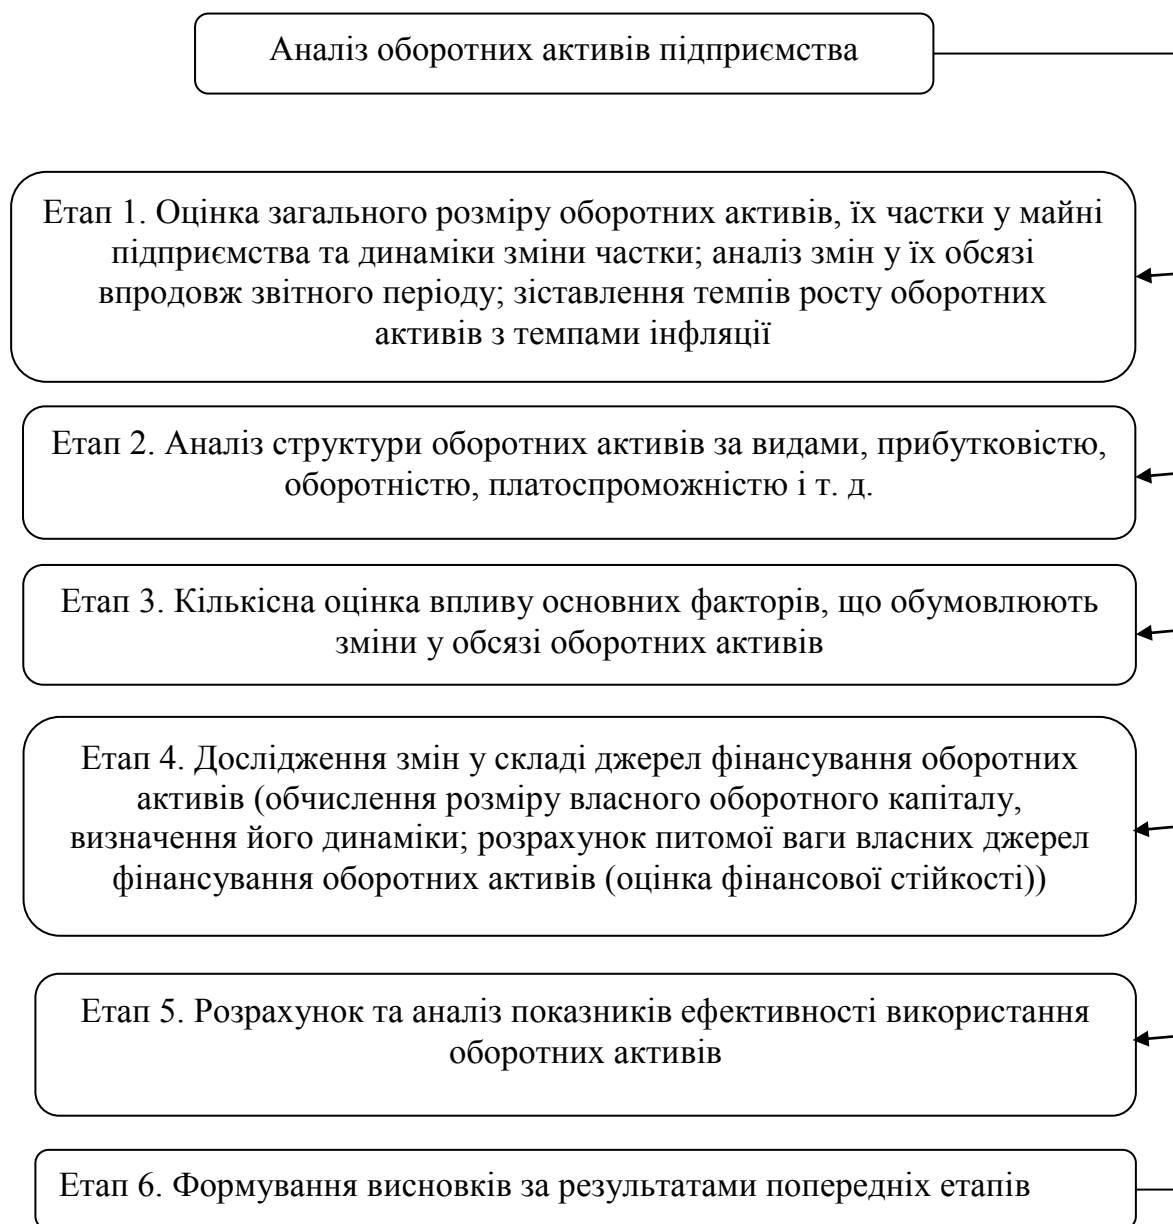 Аналіз оборотних активів підприємства
Етап 1. Оцінка загального розміру оборотних активів, їх частки у майні
підприємства та динаміки зміни частки; аналіз змін у їх обсязі
впродовж звітного періоду; зіставлення темпів росту оборотних
активів з темпами інфляції
Етап 2. Аналіз структури оборотних активів за видами, прибутковістю,
оборотністю, платоспроможністю і т. д.
Етап 3. Кількісна оцінка впливу основних факторів, що обумовлюють
зміни у обсязі оборотних активів
Етап 4. Дослідження змін у складі джерел фінансування оборотних
активів (обчислення розміру власного оборотного капіталу,
визначення його динаміки; розрахунок питомої ваги власних джерел
фінансування оборотних активів (оцінка фінансової стійкості))
Етап 5. Розрахунок та аналіз показників ефективності використання
оборотних активів
Етап 6. Формування висновків за результатами попередніх етапів